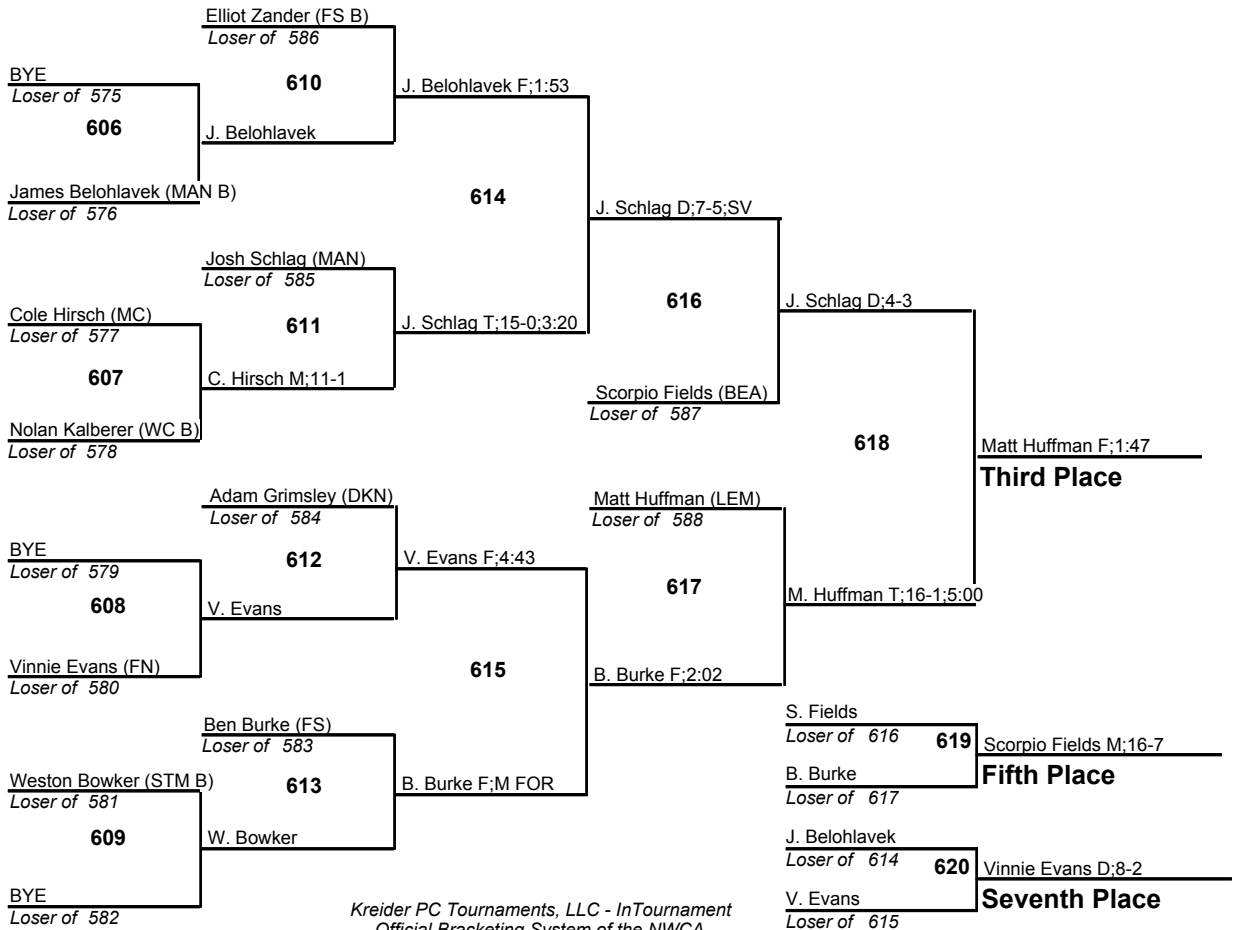 Elliot Zander (FS B)
Loser of 586
BYE
Loser of 575
610
J. Belohlavek F;1:53
606
J. Belohlavek
James Belohlavek (MAN B)
Loser of 576
614
J. Schlag D;7-5;SV
Josh Schlag (MAN)
Loser of 585
Cole Hirsch (MC)
Loser of 577
611
J. Schlag T;15-0;3:20
616
J. Schlag D;4-3
607
C. Hirsch M;11-1
Scorpio Fields (BEA)
Loser of 587
Nolan Kalberer (WC B)
Loser of 578
618
Matt Huffman F;1:47
Third Place
Adam Grimsley (DKN)
Loser of 584
Matt Huffman (LEM)
Loser of 588
BYE
Loser of 579
612
V. Evans F;4:43
617
M. Huffman T;16-1;5:00
608
V. Evans
Vinnie Evans (FN)
Loser of 580
615
B. Burke F;2:02
Ben Burke (FS)
Loser of 583
S. Fields
Loser of 616
619
Scorpio Fields M;16-7
Fifth Place
Weston Bowker (STM B)
Loser of 581
613
B. Burke F;M FOR
B. Burke
Loser of 617
609
W. Bowker
J. Belohlavek
Loser of 614
620
Vinnie Evans D;8-2
Seventh Place
BYE
Loser of 582
V. Evans
Loser of 615
Kreider PC Tournaments, LLC - InTournament
Official Bracketing System of the NWCA